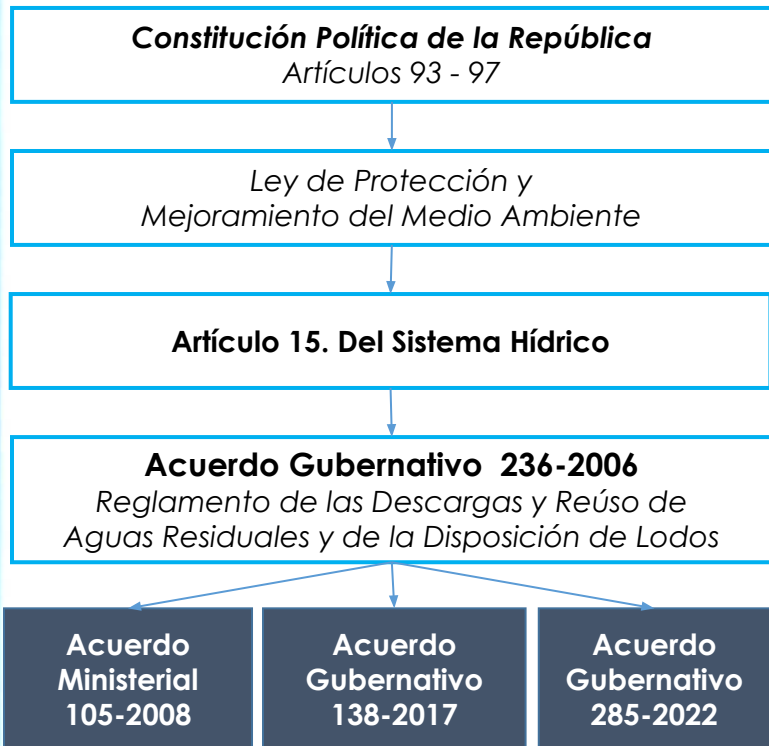 Constitución Política de la República
Artículos 93 - 97
Ley de Protección y
Mejoramiento del Medio Ambiente
Artículo 15. Del Sistema Hídrico
Acuerdo Gubernativo 236-2006
Reglamento de las Descargas y Reúso de
Aguas Residuales y de la Disposición de Lodos
Acuerdo
Ministerial
105-2008
Acuerdo
Gubernativo
138-2017
Acuerdo
Gubernativo
285-2022